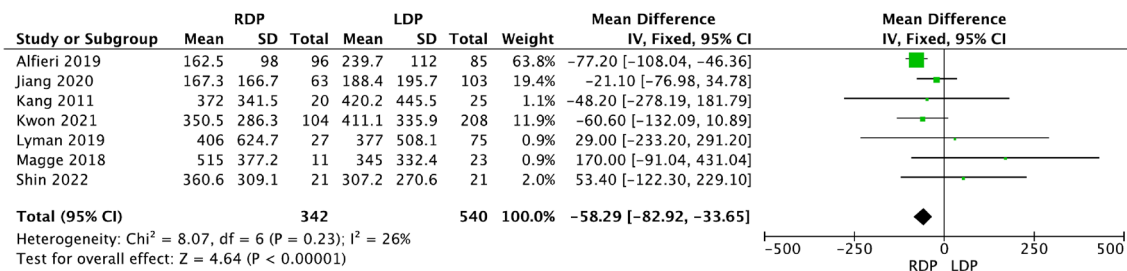 RDP LDP Mean Difference Mean Difference
Study or Subgroup Mean SD Total Mean SD Total Weight IV, Fixed, 95% CI IV, Fixed, 95% CI
Alfieri 2019 162.5 98 96 239.7 112 85 63.8% −77.20 [−108.04, −46.36]
Jiang 2020 167.3 166.7 63 188.4 195.7 103 19.4% −21.10 [−76.98, 34.78]
Kang 2011 372 341.5 20 420.2 445.5 25 1.1% −48.20 [−278.19, 181.79]
Kwon 2021 350.5 286.3 104 411.1 335.9 208 11.9% −60.60 [−132.09, 10.89]
Lyman 2019 406 624.7 27 377 508.1 75 0.9% 29.00 [−233.20, 291.20]
Magge 2018 515 377.2 11 345 332.4 23 0.9% 170.00 [−91.04, 431.04]
Shin 2022 360.6 309.1 21 307.2 270.6 21 2.0% 53.40 [−122.30, 229.10]
Total (95% CI) 342 540 100.0% −58.29 [−82.92, −33.65]
Heterogeneity: Chi² = 8.07, df = 6 (P = 0.23); I² = 26%
Test for overall effect: Z = 4.64 (P < 0.00001)
−500 −250 0 250 500
RDP LDP